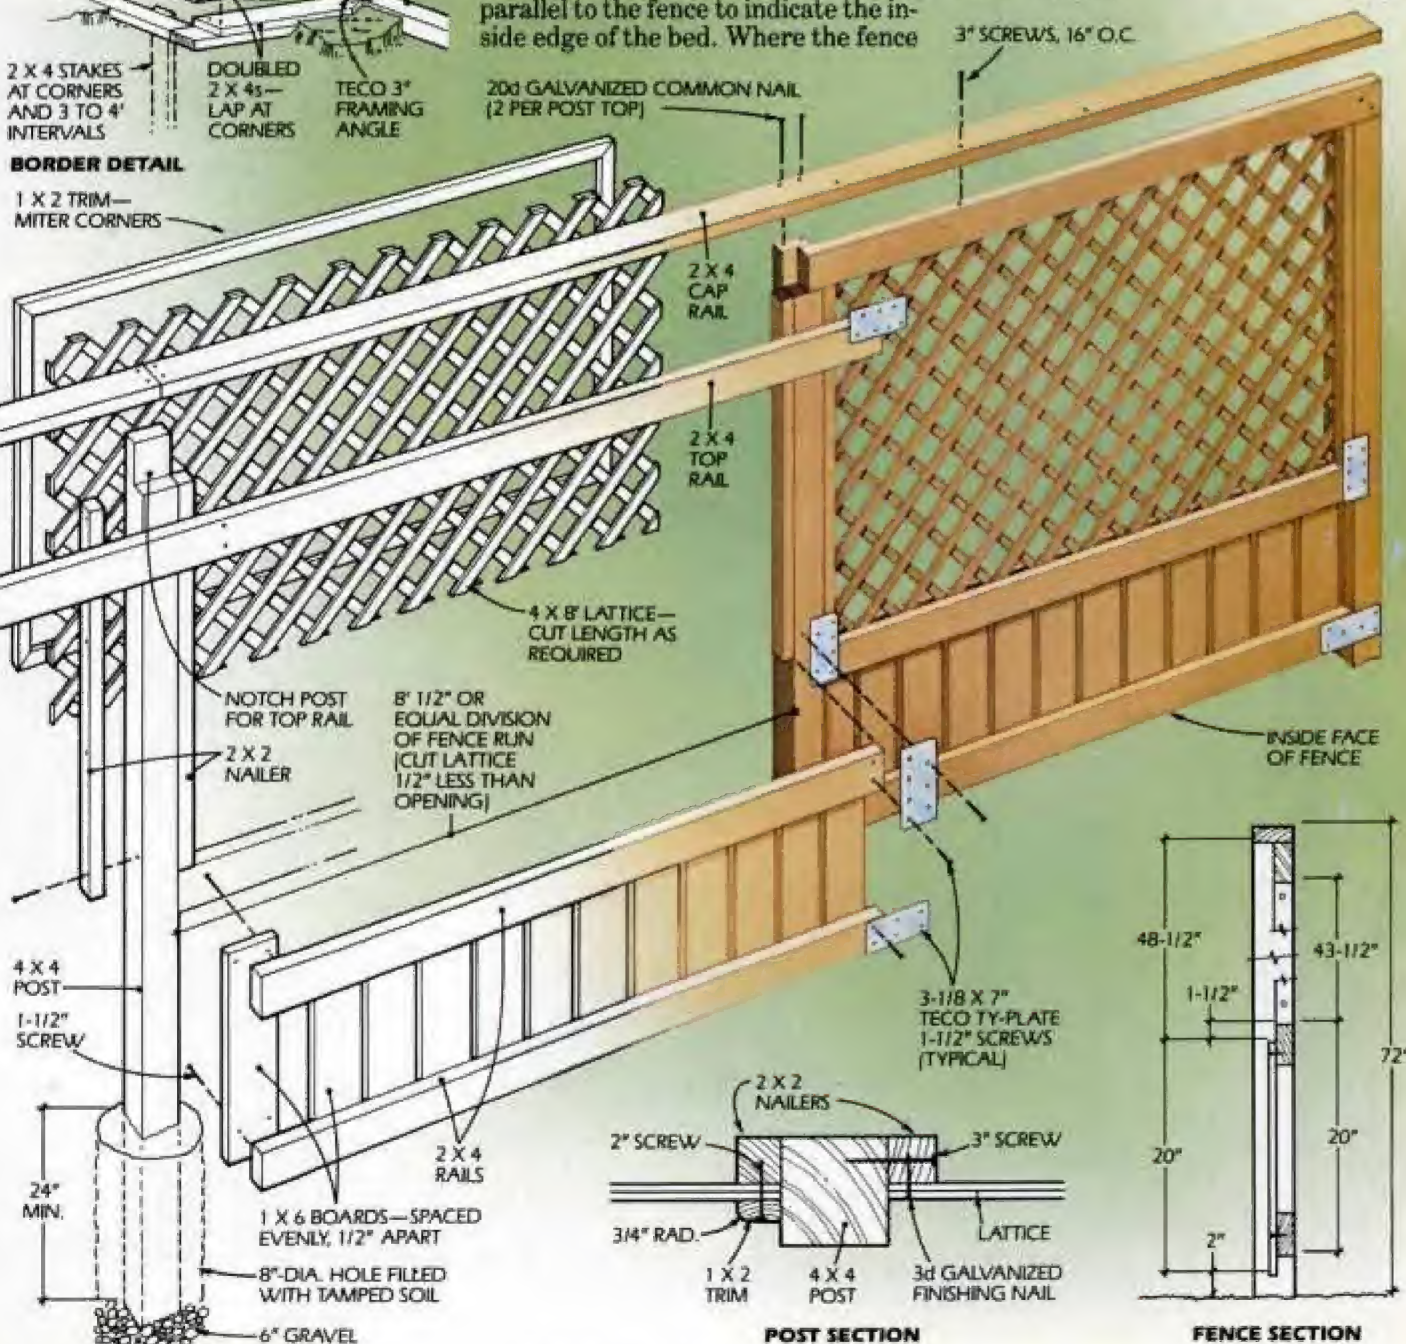 parallel to the fence to indicate the in-
side edge of the bed. Where the fence
2 X 4 STAKES
AT CORNERS
AND 3 TO 4'
INTERVALS
DOUBLED
2 X 4s—
LAP AT
CORNERS
TECO 3"
FRAMING
ANGLE
BORDER DETAIL
20d GALVANIZED COMMON NAIL
(2 PER POST TOP)
3" SCREWS, 16" O.C.
1 X 2 TRIM—
MITER CORNERS
2 X 4
CAP
RAIL
2 X 4
TOP
RAIL
4 X 8' LATTICE—
CUT LENGTH AS
REQUIRED
NOTCH POST
FOR TOP RAIL
2 X 2
NAILER
8' 1/2" OR
EQUAL DIVISION
OF FENCE RUN
(CUT LATTICE
1/2" LESS THAN
OPENING)
INSIDE FACE
OF FENCE
4 X 4
POST
1-1/2"
SCREW
24"
MIN.
2 X 4
RAILS
1 X 6 BOARDS—SPACED
EVENLY, 1/2" APART
8"-DIA. HOLE FILLED
WITH TAMPED SOIL
6" GRAVEL
3-1/8 X 7"
TECO TY-PLATE
1-1/2" SCREWS
(TYPICAL)
2 X 2
NAILERS
2" SCREW
3" SCREW
3/4" RAD.
LATTICE
1 X 2
TRIM
4 X 4
POST
3d GALVANIZED
FINISHING NAIL
POST SECTION
48-1/2"
43-1/2"
1-1/2"
72"
20"
20"
2"
FENCE SECTION